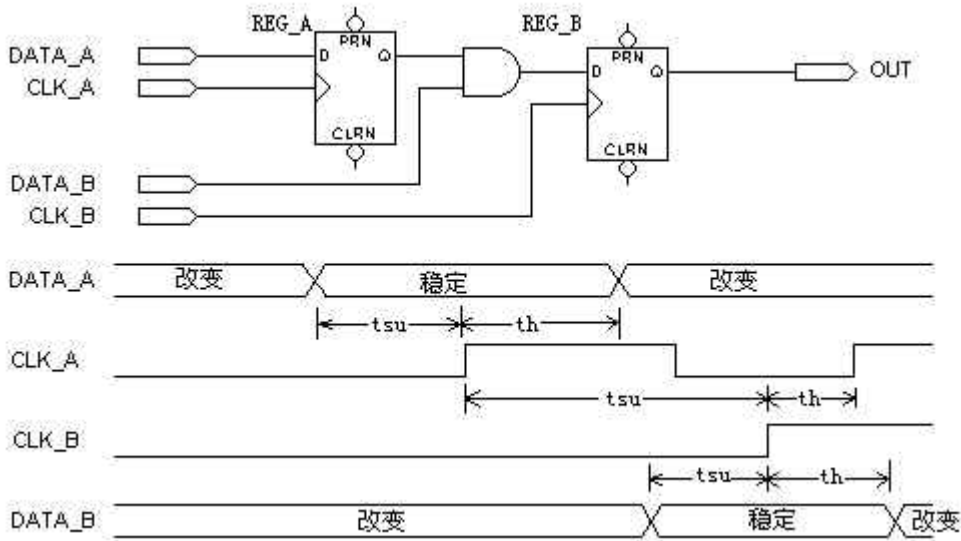 REG_A
REG_B
DATA_A
D PRN Q
D PRN Q
OUT
CLK_A
CLRN
CLRN
DATA_B
CLK_B
DATA_A 改变 稳定 改变
tsu th
CLK_A
tsu th
CLK_B
tsu th
DATA_B 改变 稳定 改变